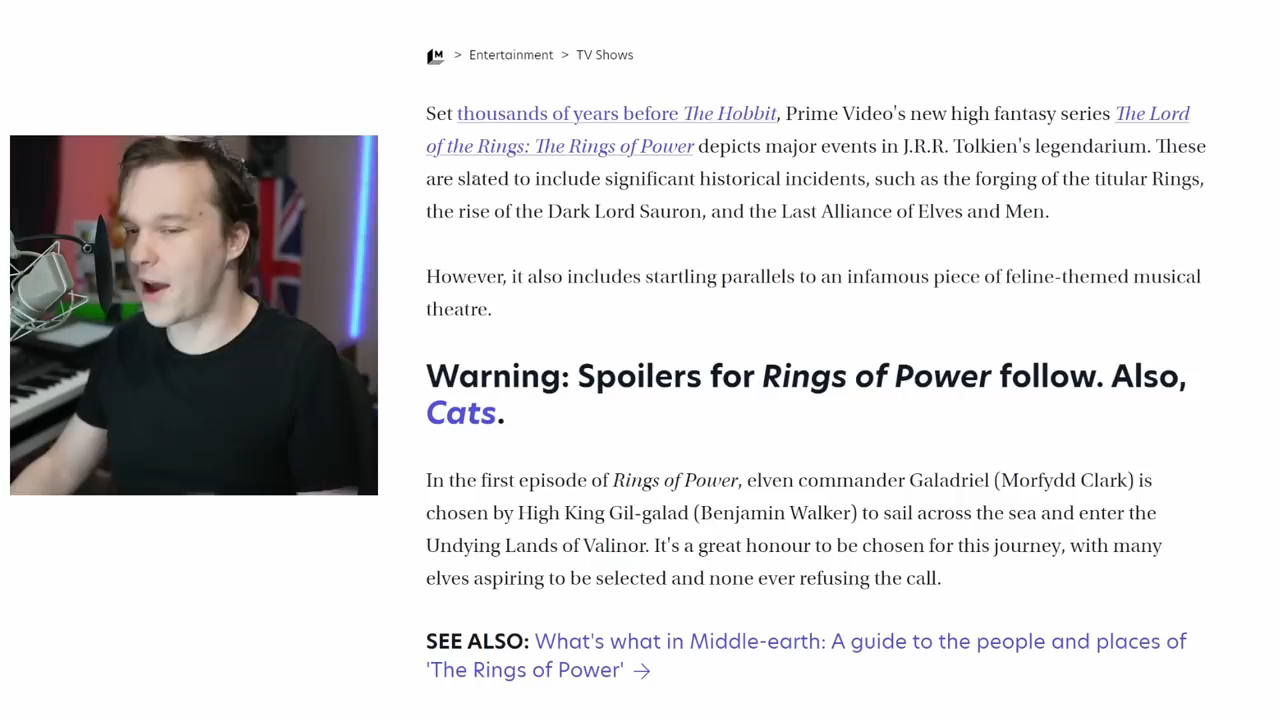 M > Entertainment > TV Shows
Set thousands of years before The Hobbit, Prime Video's new high fantasy series The Lord
of the Rings: The Rings of Power depicts major events in J.R.R. Tolkien's legendarium. These
are slated to include significant historical incidents, such as the forging of the titular Rings,
the rise of the Dark Lord Sauron, and the Last Alliance of Elves and Men.
However, it also includes startling parallels to an infamous piece of feline-themed musical
theatre.
Warning: Spoilers for Rings of Power follow. Also,
Cats.
In the first episode of Rings of Power, elven commander Galadriel (Morfydd Clark) is
chosen by High King Gil-galad (Benjamin Walker) to sail across the sea and enter the
Undying Lands of Valinor. It's a great honour to be chosen for this journey, with many
elves aspiring to be selected and none ever refusing the call.
SEE ALSO: What's what in Middle-earth: A guide to the people and places of
'The Rings of Power' →